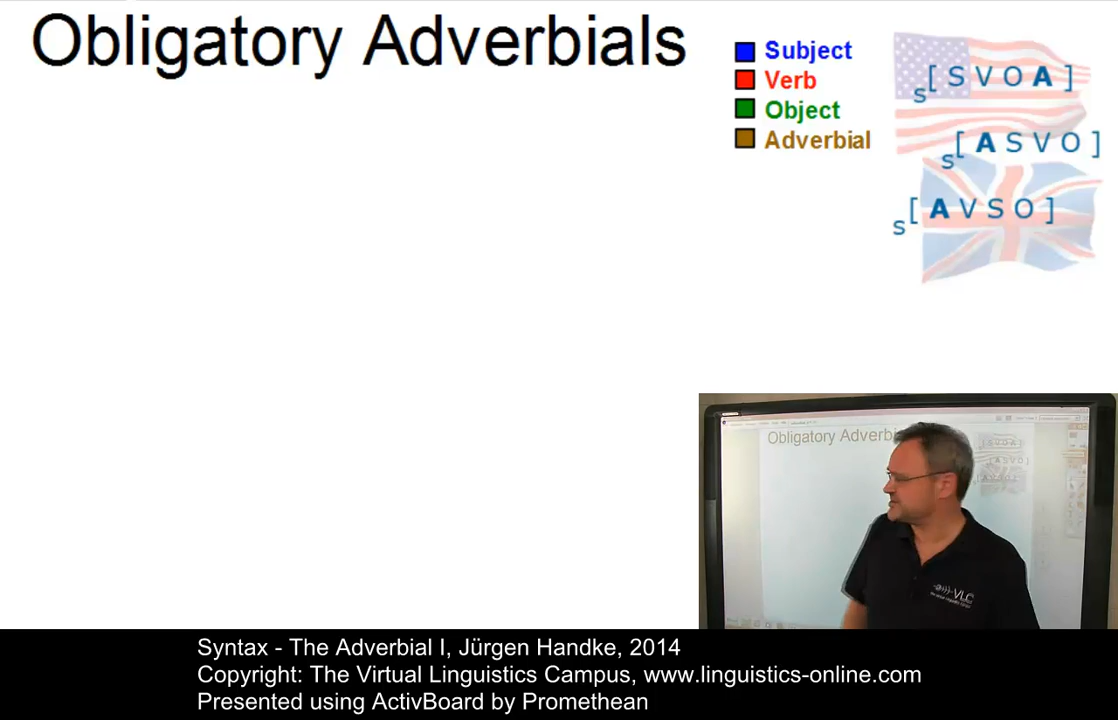 Obligatory Adverbials
Subject
Verb
Object
Adverbial
s[ S V O A ]
s[ A S V O ]
s[ A V S O ]
Obligatory Adverbi
VLC
Syntax - The Adverbial I, Jürgen Handke, 2014
Copyright: The Virtual Linguistics Campus, www.linguistics-online.com
Presented using ActivBoard by Promethean